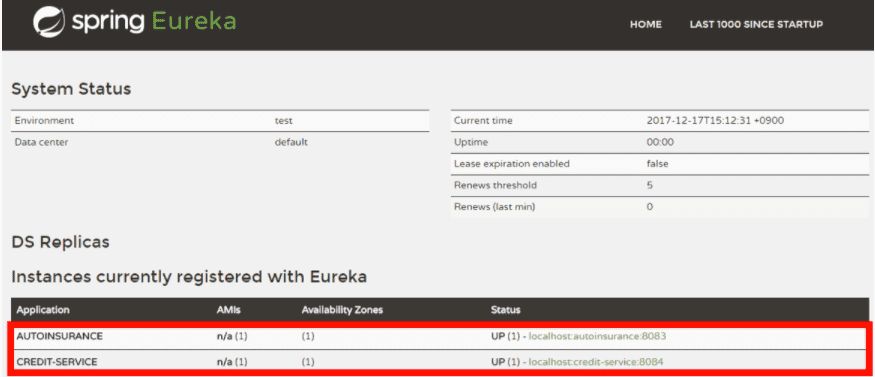 spring Eureka
HOME LAST 1000 SINCE STARTUP
System Status
Environment test
Data center default
Current time 2017-12-17T15:12:31 +0900
Uptime 00:00
Lease expiration enabled false
Renews threshold 5
Renews (last min) 0
DS Replicas
Instances currently registered with Eureka
Application AMIs Availability Zones Status
AUTOINSURANCE n/a (1) (1) UP (1) - localhost:autoinsurance:8083
CREDIT-SERVICE n/a (1) (1) UP (1) - localhost:credit-service:8084